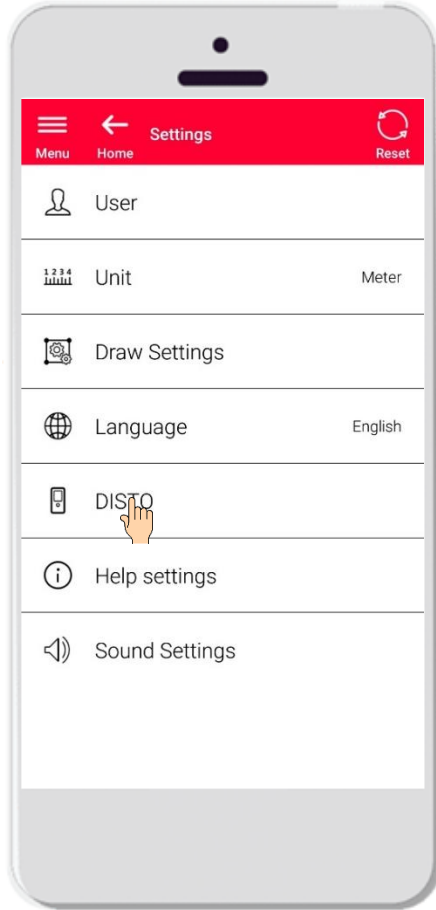 Menu
Home
Settings
Reset
User
1 2 3 4
Unit
Meter
Draw Settings
Language
English
DISTO
Help settings
Sound Settings